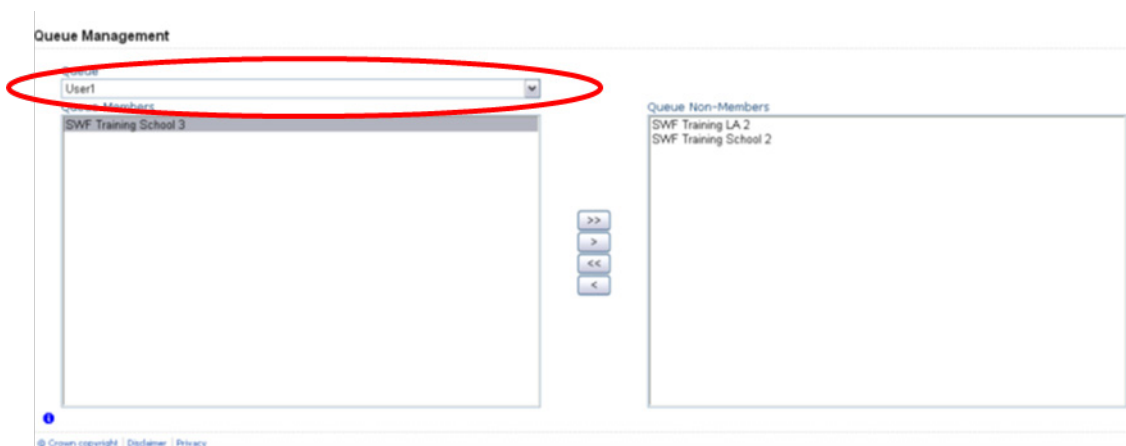 Queue Management
Queue
User1
Queue Members
SWF Training School 3
Queue Non-Members
SWF Training LA 2
SWF Training School 2
>>
>
<<
<
© Crown copyright | Disclaimer | Privacy